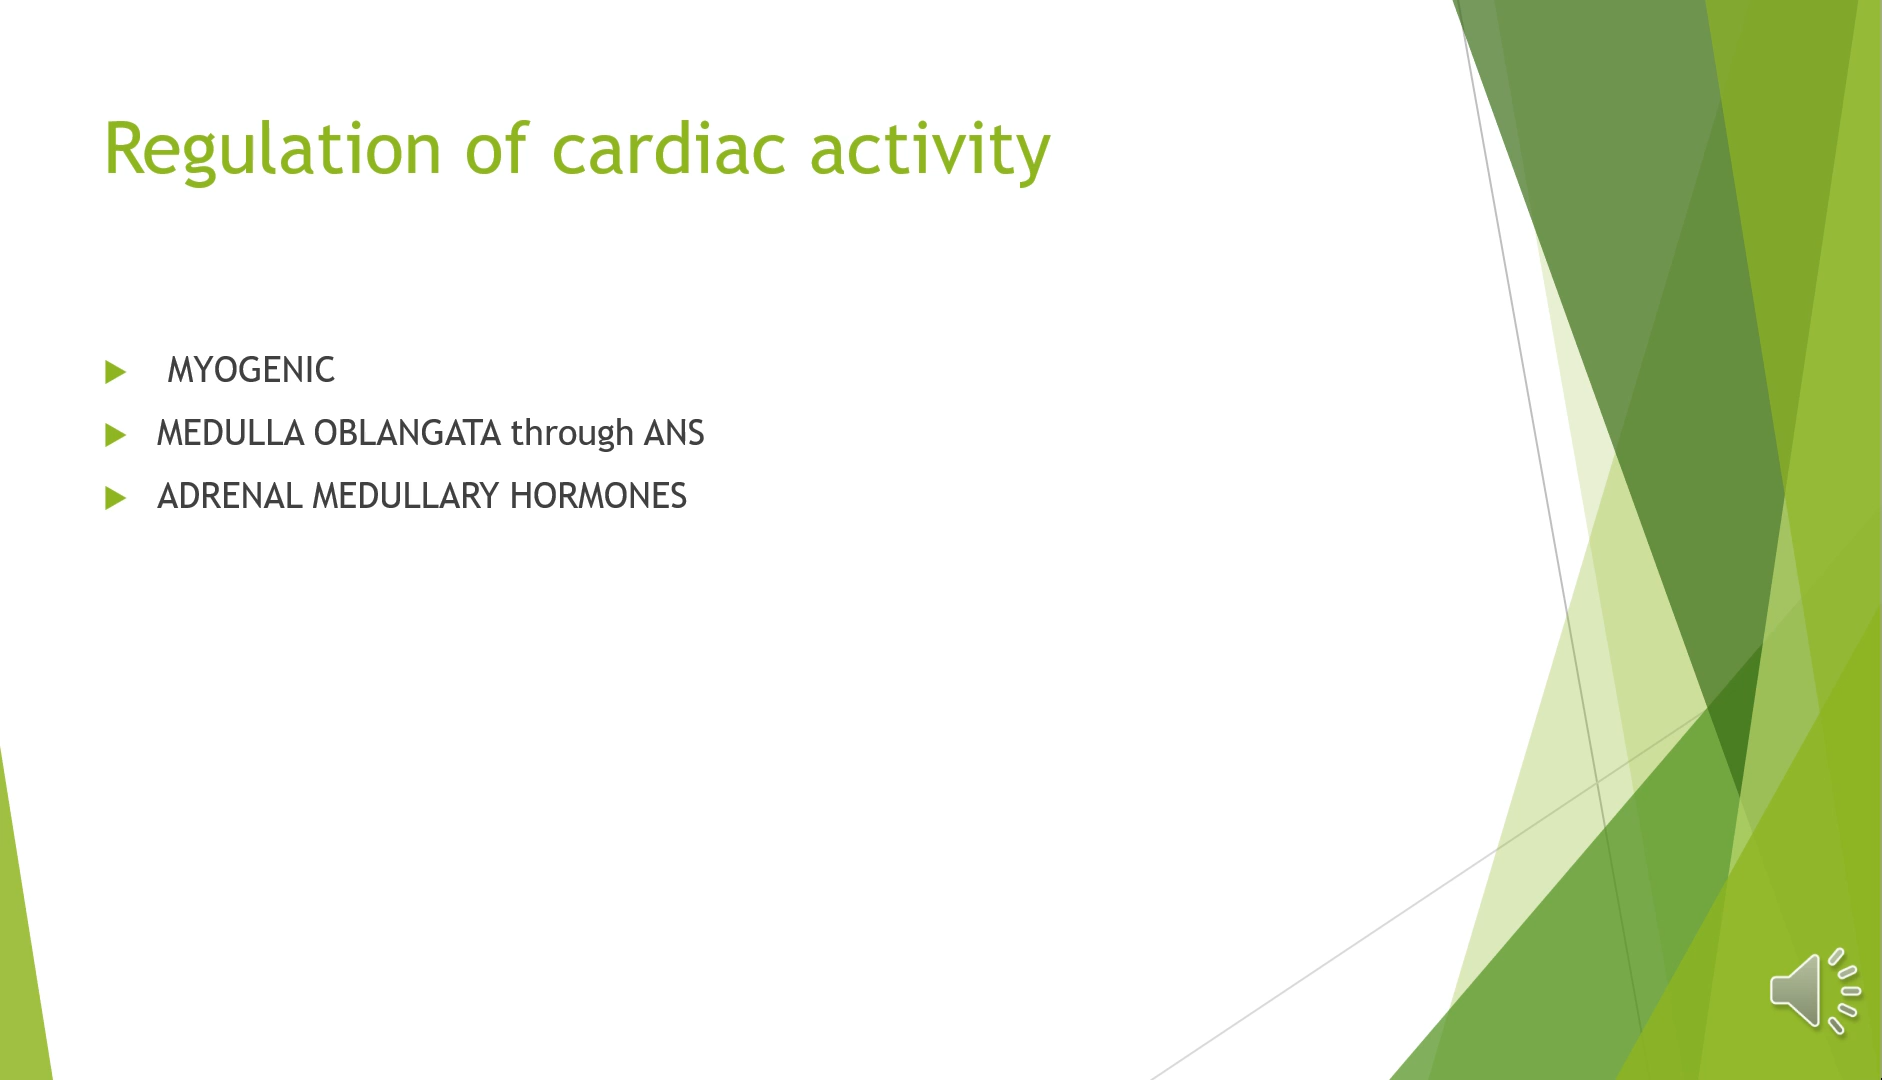 Regulation of cardiac activity
MYOGENIC
MEDULLA OBLANGATA through ANS
ADRENAL MEDULLARY HORMONES